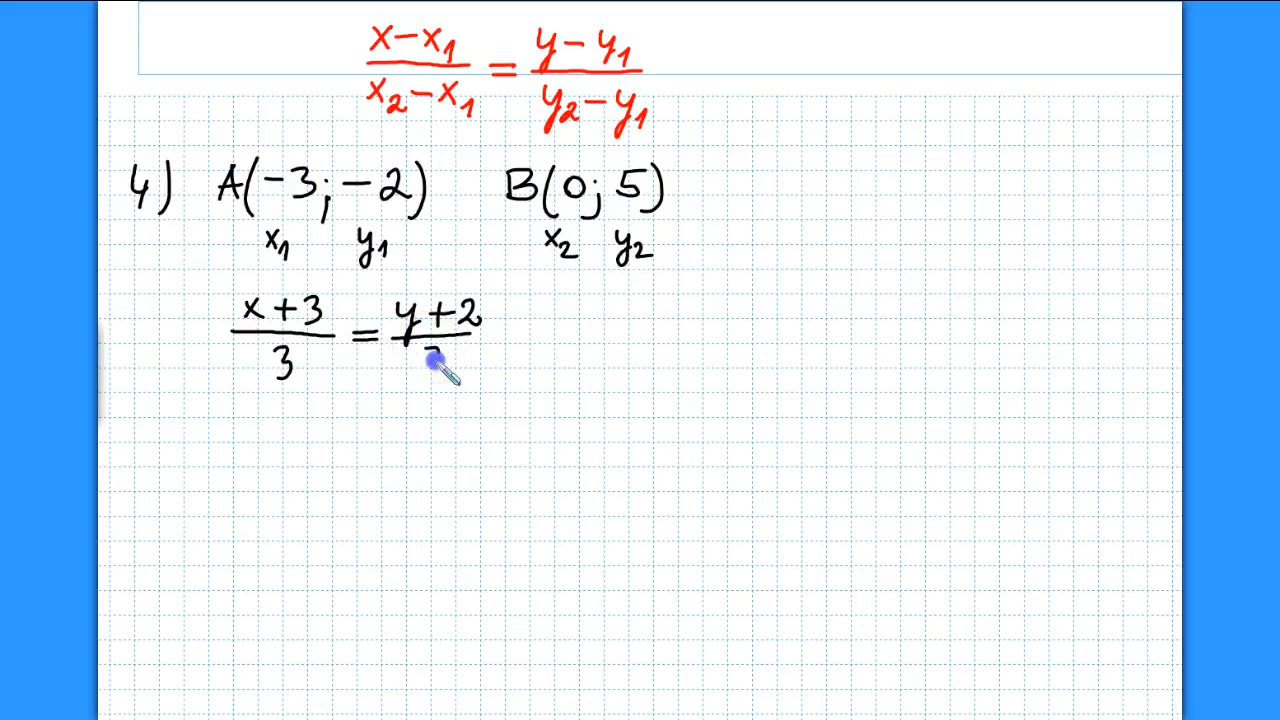 (x-x₁)/(x₂-x₁) = (y-y₁)/(y₂-y₁)
4) A(-3; -2) B(0; 5)
x₁ y₁ x₂ y₂
(x+3)/3 = (y+2)/